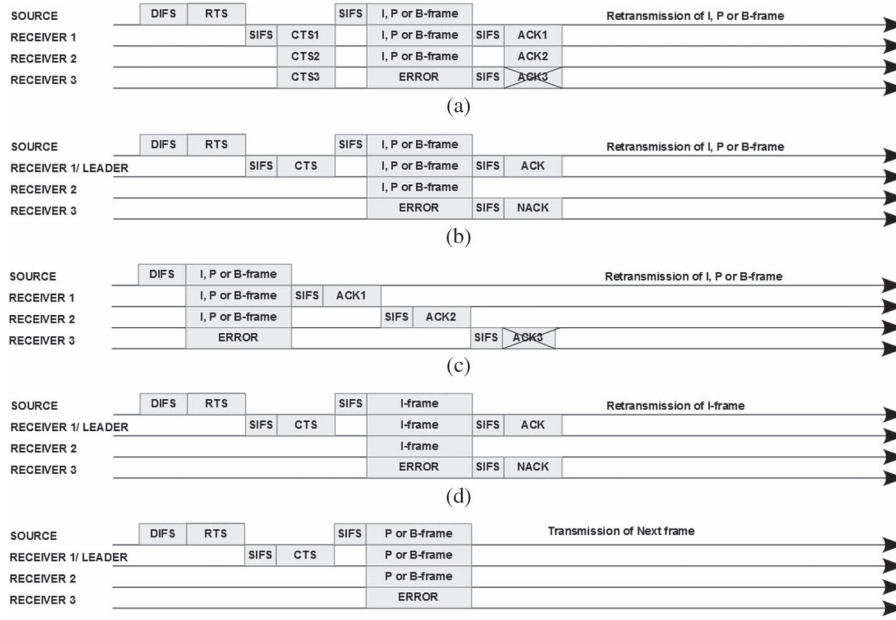 SOURCE DIFS RTS SIFS I, P or B-frame Retransmission of I, P or B-frame
RECEIVER 1 SIFS CTS1 I, P or B-frame SIFS ACK1
RECEIVER 2 CTS2 I, P or B-frame ACK2
RECEIVER 3 CTS3 ERROR SIFS ACK3
(a)
SOURCE DIFS RTS SIFS I, P or B-frame Retransmission of I, P or B-frame
RECEIVER 1/ LEADER SIFS CTS I, P or B-frame SIFS ACK
RECEIVER 2 I, P or B-frame
RECEIVER 3 ERROR SIFS NACK
(b)
SOURCE DIFS I, P or B-frame Retransmission of I, P or B-frame
RECEIVER 1 I, P or B-frame SIFS ACK1
RECEIVER 2 I, P or B-frame SIFS ACK2
RECEIVER 3 ERROR SIFS ACK3
(c)
SOURCE DIFS RTS SIFS I-frame Retransmission of I-frame
RECEIVER 1/ LEADER SIFS CTS I-frame SIFS ACK
RECEIVER 2 I-frame
RECEIVER 3 ERROR SIFS NACK
(d)
SOURCE DIFS RTS SIFS P or B-frame Transmission of Next frame
RECEIVER 1/ LEADER SIFS CTS P or B-frame
RECEIVER 2 P or B-frame
RECEIVER 3 ERROR